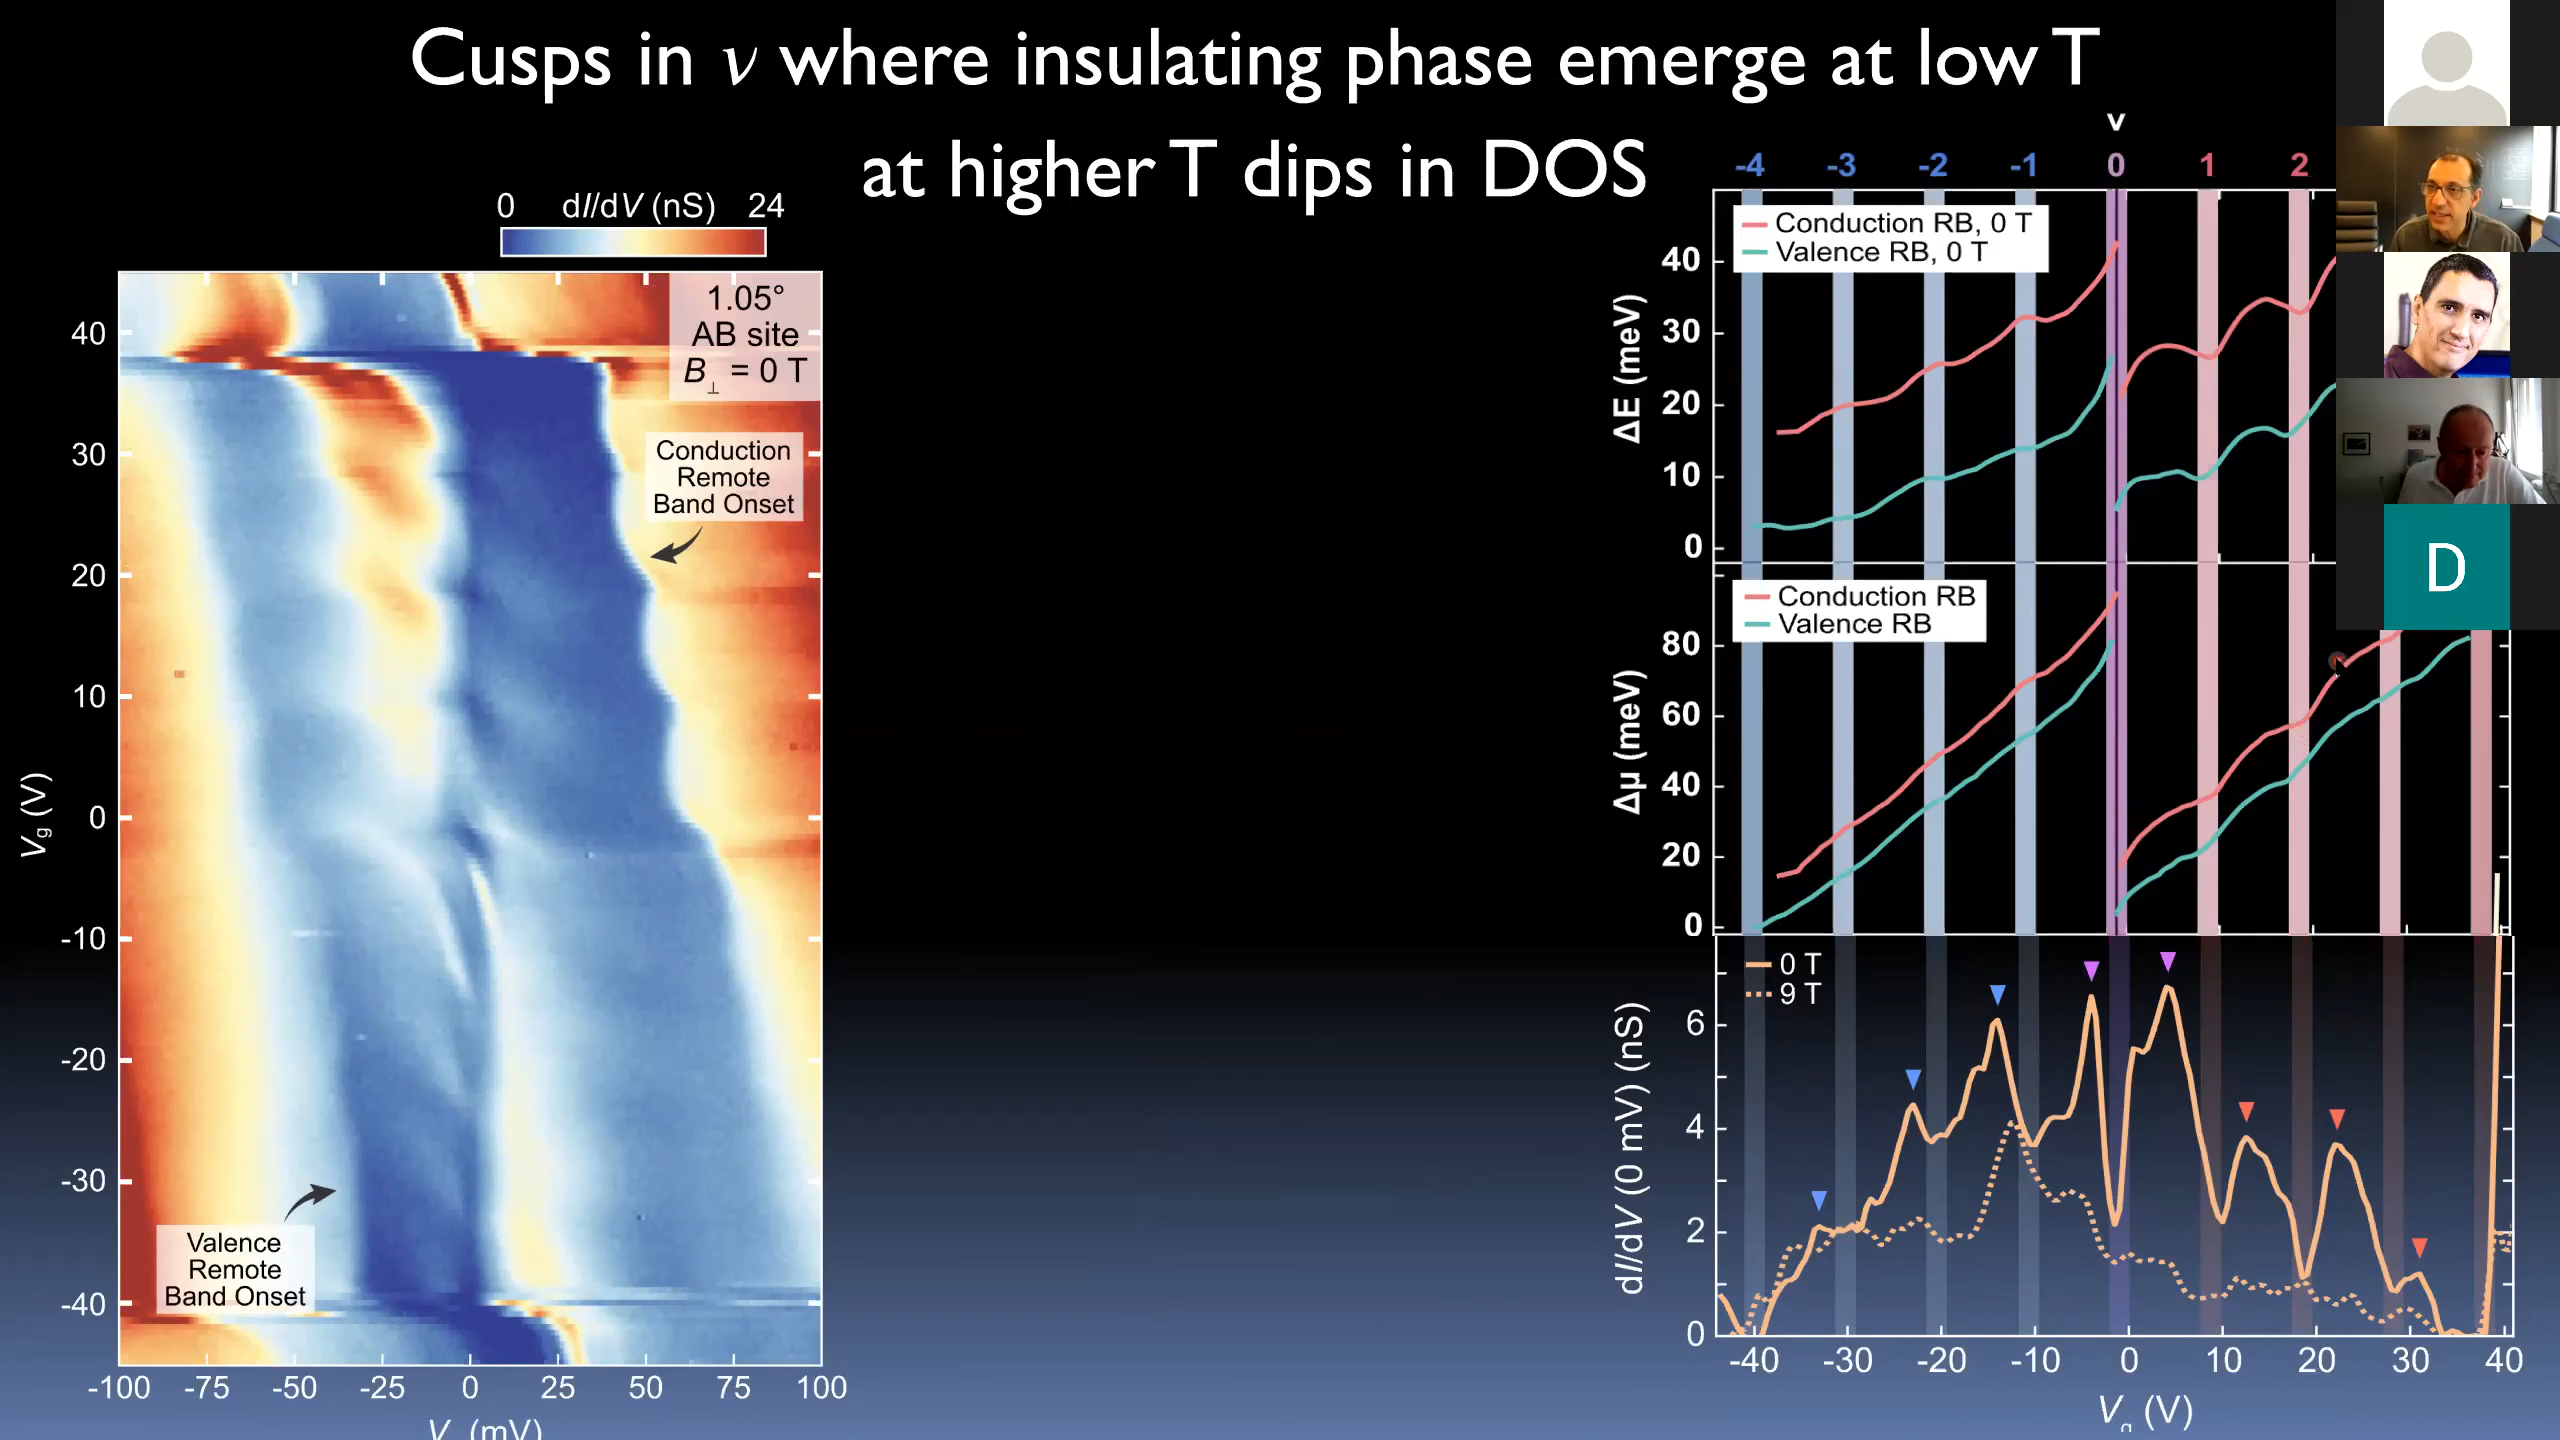 Cusps in ν where insulating phase emerge at low T
at higher T dips in DOS
0 dI/dV (nS) 24
1.05°
AB site
B⊥ = 0 T
Conduction
Remote
Band Onset
Valence
Remote
Band Onset
40
30
20
10
0
-10
-20
-30
-40
Vg (V)
-100 -75 -50 -25 0 25 50 75 100
V (mV)
ν
-4 -3 -2 -1 0 1 2
Conduction RB, 0 T
Valence RB, 0 T
40
30
20
10
0
ΔE (meV)
Conduction RB
Valence RB
80
60
40
20
0
Δμ (meV)
0 T
9 T
6
4
2
0
dI/dV (0 mV) (nS)
-40 -30 -20 -10 0 10 20 30 40
Vg (V)
D